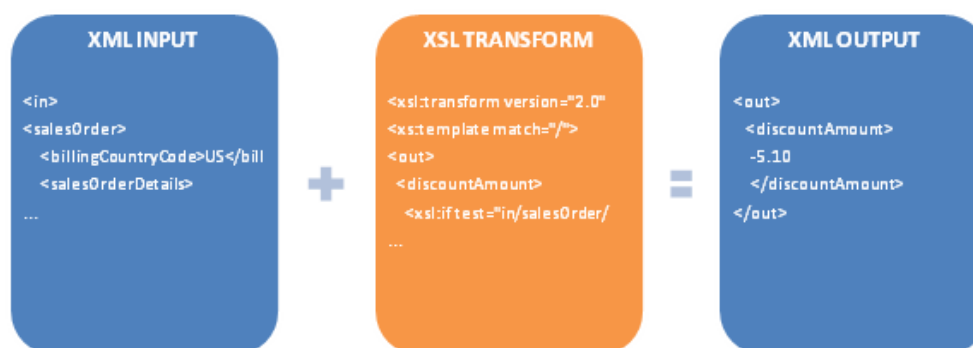 XML INPUT
<in>
<salesOrder>
<billingCountryCode>US</bill
<salesOrderDetails>
...
+
XSL TRANSFORM
<xsl:transform version="2.0"
<xs:template match="/">
<out>
<discountAmount>
<xsl:if test="in/salesOrder/
...
=
XML OUTPUT
<out>
<discountAmount>
-5.10
</discountAmount>
</out>